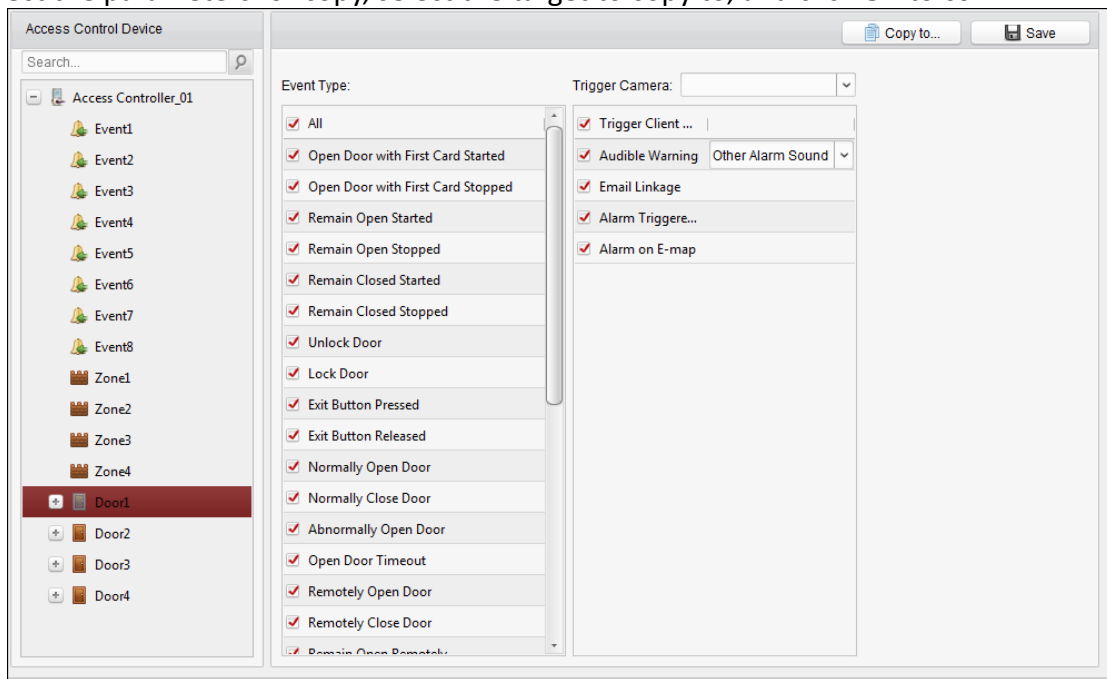 Access Control Device
Copy to...
Save
Search...
Access Controller_01
Event1
Event2
Event3
Event4
Event5
Event6
Event7
Event8
Zone1
Zone2
Zone3
Zone4
Door1
Door2
Door3
Door4
Event Type:
All
Open Door with First Card Started
Open Door with First Card Stopped
Remain Open Started
Remain Open Stopped
Remain Closed Started
Remain Closed Stopped
Unlock Door
Lock Door
Exit Button Pressed
Exit Button Released
Normally Open Door
Normally Close Door
Abnormally Open Door
Open Door Timeout
Remotely Open Door
Remotely Close Door
Remain Open Remotely
Trigger Camera:
Trigger Client ...
Audible Warning Other Alarm Sound
Email Linkage
Alarm Triggere...
Alarm on E-map